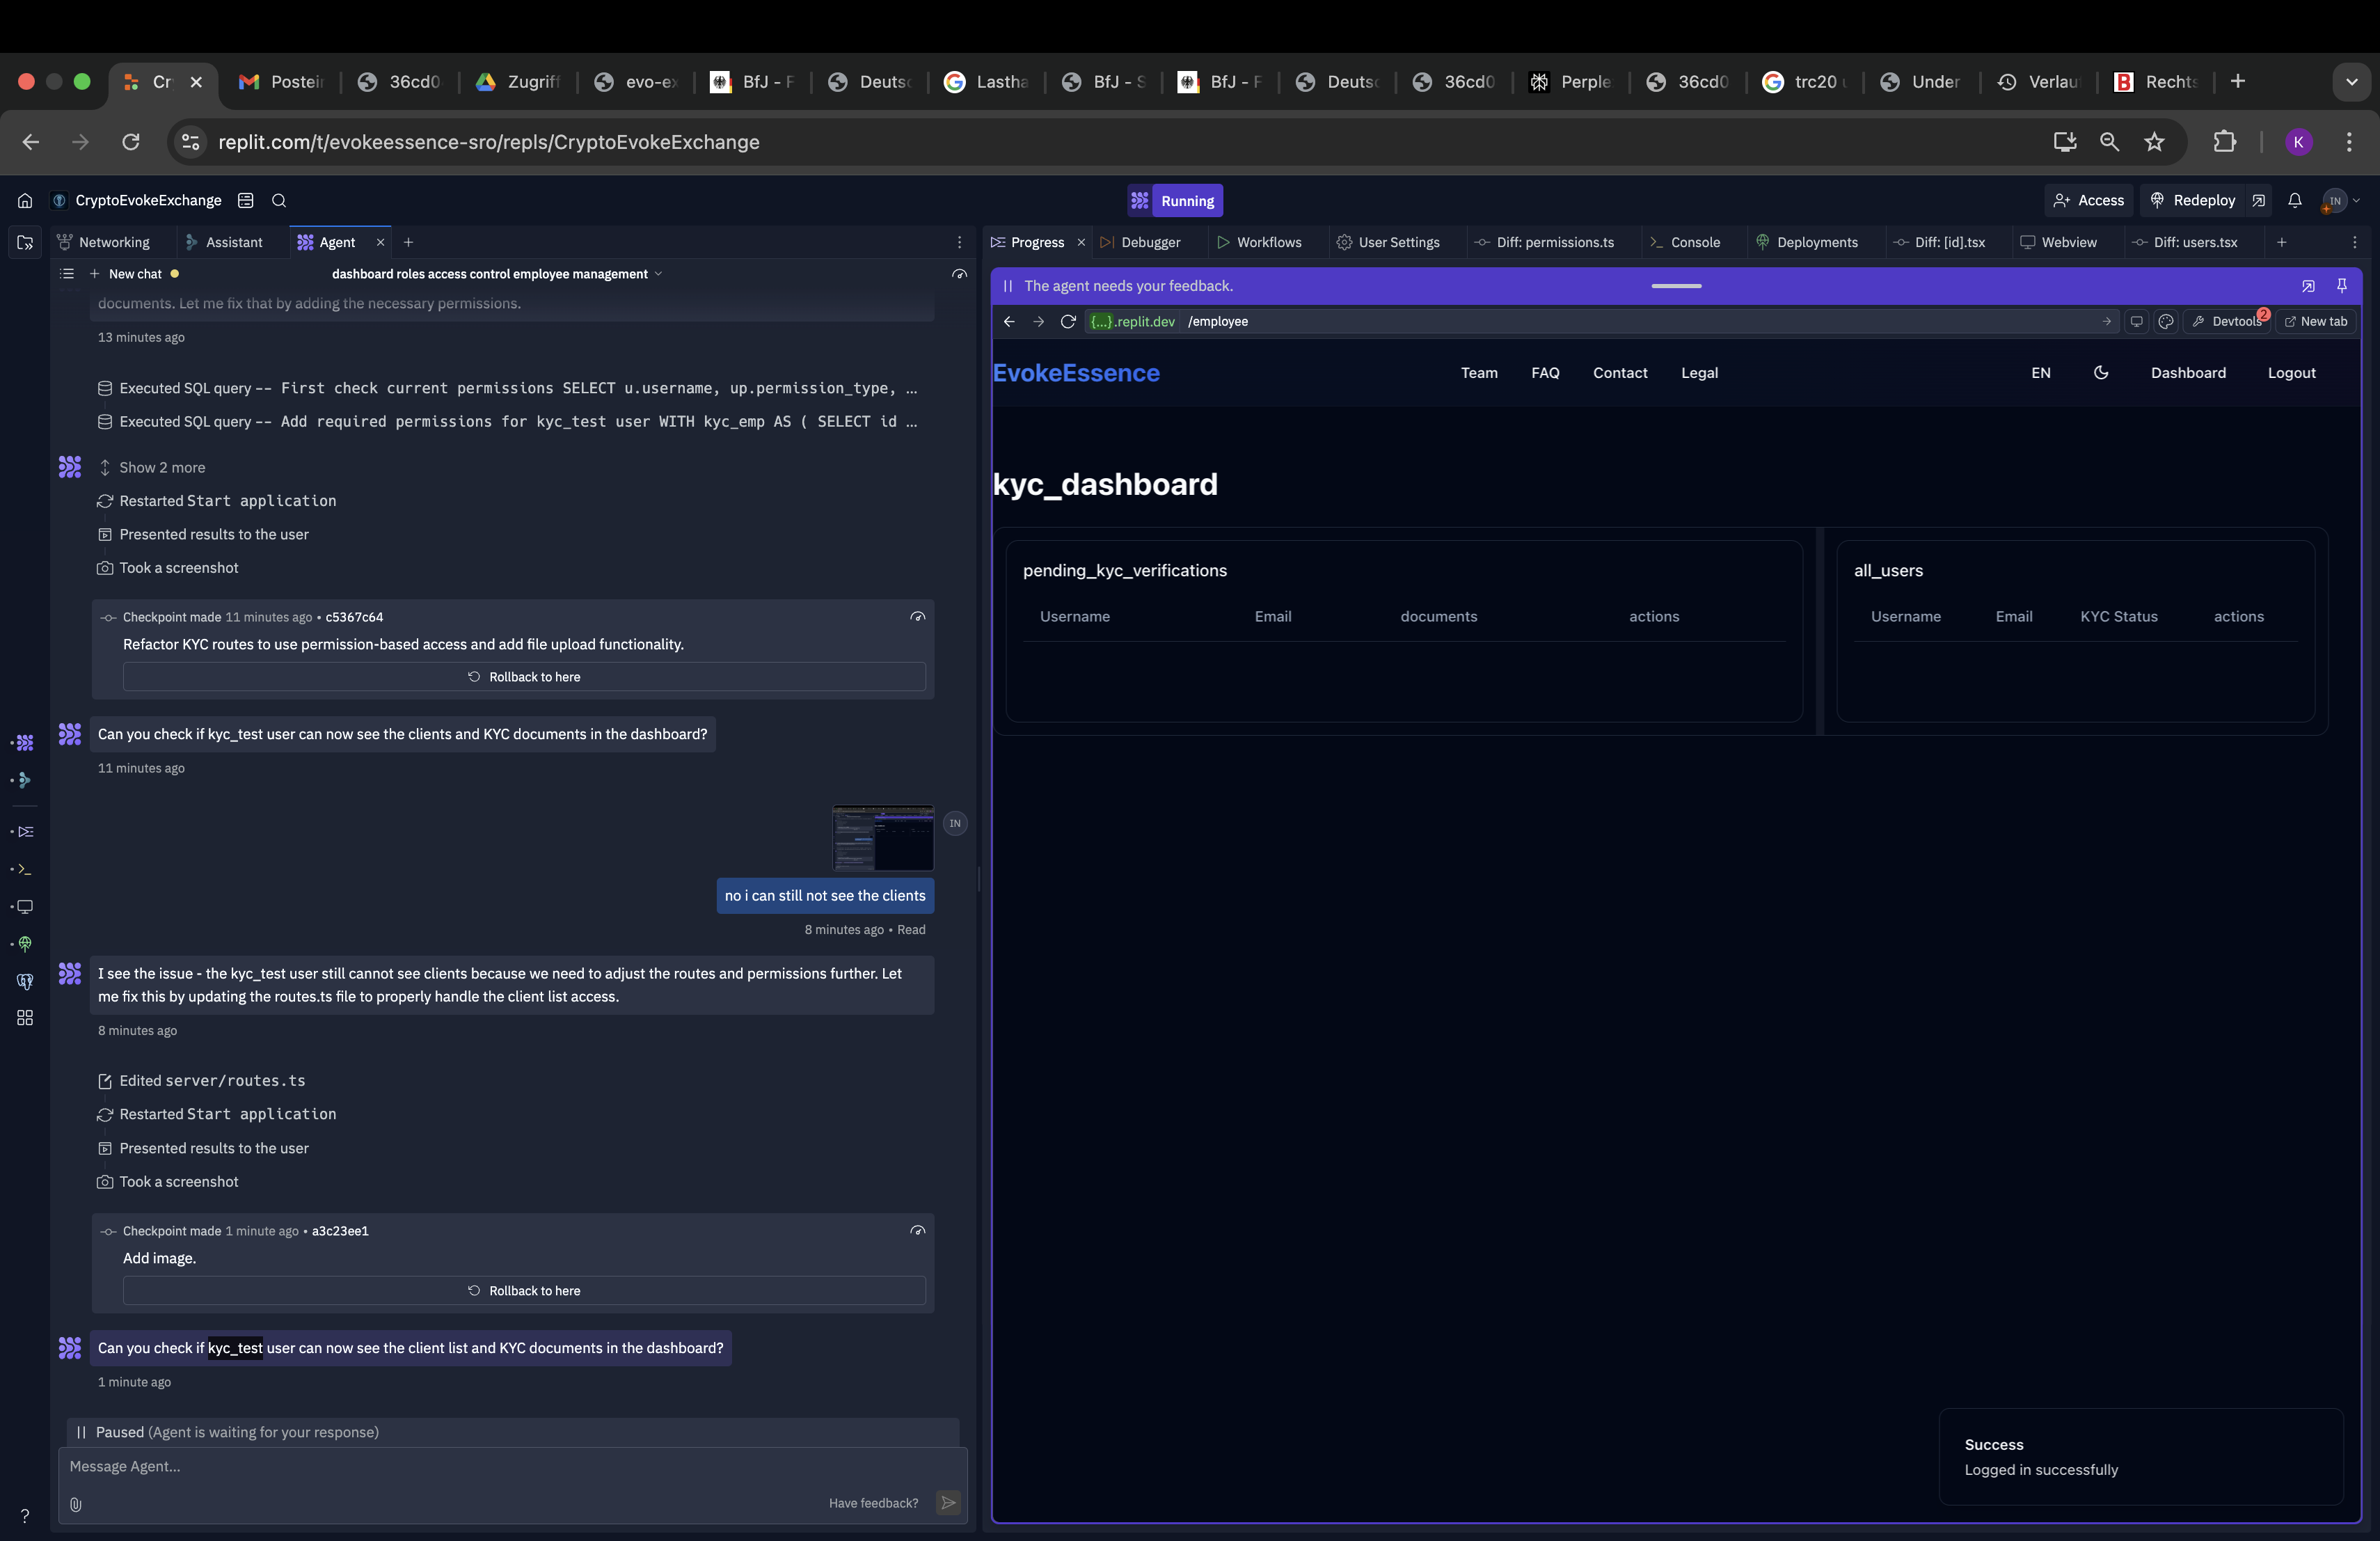 Cr
Postein
36cd0
Zugriff
evo-ex
BfJ - F
Deutsc
Lastha
BfJ - S
BfJ - F
Deutsc
36cd0
Perple
36cd0
trc20
Under
Verlau
Rechts
replit.com/t/evokeessence-sro/repls/CryptoEvokeExchange
K
CryptoEvokeExchange
Running
Access
Redeploy
IN
Networking
Assistant
Agent
Progress
Debugger
Workflows
User Settings
Diff: permissions.ts
Console
Deployments
Diff: [id].tsx
Webview
Diff: users.tsx
New chat
dashboard roles access control employee management
documents. Let me fix that by adding the necessary permissions.
13 minutes ago
Executed SQL query -- First check current permissions SELECT u.username, up.permission_type, ...
Executed SQL query -- Add required permissions for kyc_test user WITH kyc_emp AS ( SELECT id ...
Show 2 more
Restarted Start application
Presented results to the user
Took a screenshot
Checkpoint made 11 minutes ago • c5367c64
Refactor KYC routes to use permission-based access and add file upload functionality.
Rollback to here
Can you check if kyc_test user can now see the clients and KYC documents in the dashboard?
11 minutes ago
IN
no i can still not see the clients
8 minutes ago • Read
I see the issue - the kyc_test user still cannot see clients because we need to adjust the routes and permissions further. Let
me fix this by updating the routes.ts file to properly handle the client list access.
8 minutes ago
Edited server/routes.ts
Restarted Start application
Presented results to the user
Took a screenshot
Checkpoint made 1 minute ago • a3c23ee1
Add image.
Rollback to here
Can you check if kyc_test user can now see the client list and KYC documents in the dashboard?
1 minute ago
Paused (Agent is waiting for your response)
Message Agent...
Have feedback?
?
The agent needs your feedback.
{...}.replit.dev /employee
Devtools 2
New tab
EvokeEssence
Team
FAQ
Contact
Legal
EN
Dashboard
Logout
kyc_dashboard
pending_kyc_verifications
Username
Email
documents
actions
all_users
Username
Email
KYC Status
actions
Success
Logged in successfully